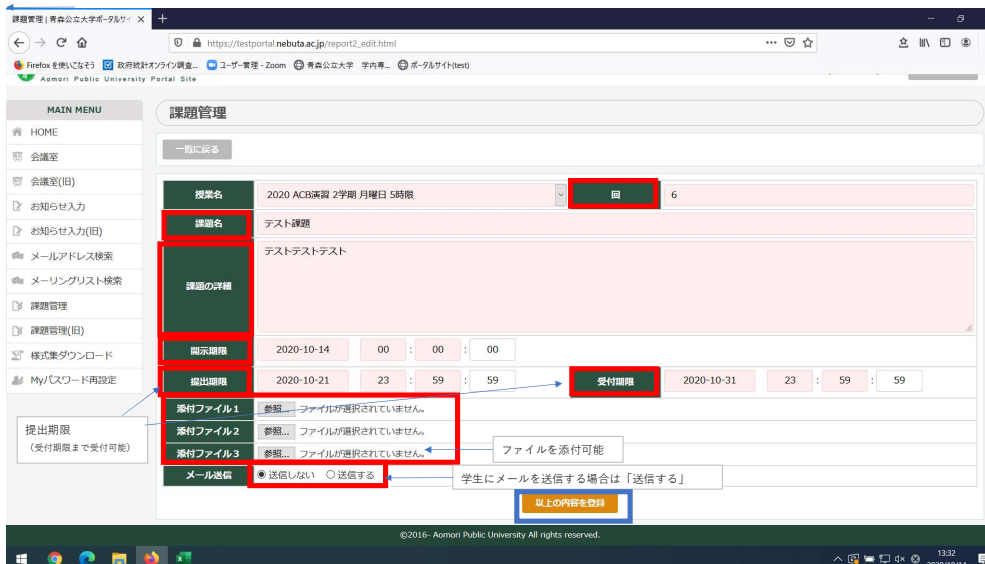 課題管理 | 青森公立大学ポータルサイ × +
https://testportal.nebuta.ac.jp/report2_edit.html
Firefox を使いこなそう 政府統計オンライン調査... ユーザー管理 - Zoom 青森公立大学 学内専... ポータルサイト(test)
Aomori Public University Portal Site
MAIN MENU
HOME
会議室
会議室(旧)
お知らせ入力
お知らせ入力(旧)
メールアドレス検索
メーリングリスト検索
課題管理
課題管理(旧)
様式集ダウンロード
Myパスワード再設定
課題管理
一覧に戻る
授業名 2020 ACB演習 2学期 月曜日 5時限 回 6
課題名 テスト課題
課題の詳細 テストテストテスト
開示期限 2020-10-14 00 : 00 : 00
提出期限 2020-10-21 23 : 59 : 59 受付期限 2020-10-31 23 : 59 : 59
添付ファイル1 参照... ファイルが選択されていません。
添付ファイル2 参照... ファイルが選択されていません。
添付ファイル3 参照... ファイルが選択されていません。
メール送信 送信しない 送信する
提出期限
（受付期限まで受付可能）
ファイルを添付可能
学生にメールを送信する場合は「送信する」
以上の内容を登録
©2016- Aomori Public University All rights reserved.
13:32